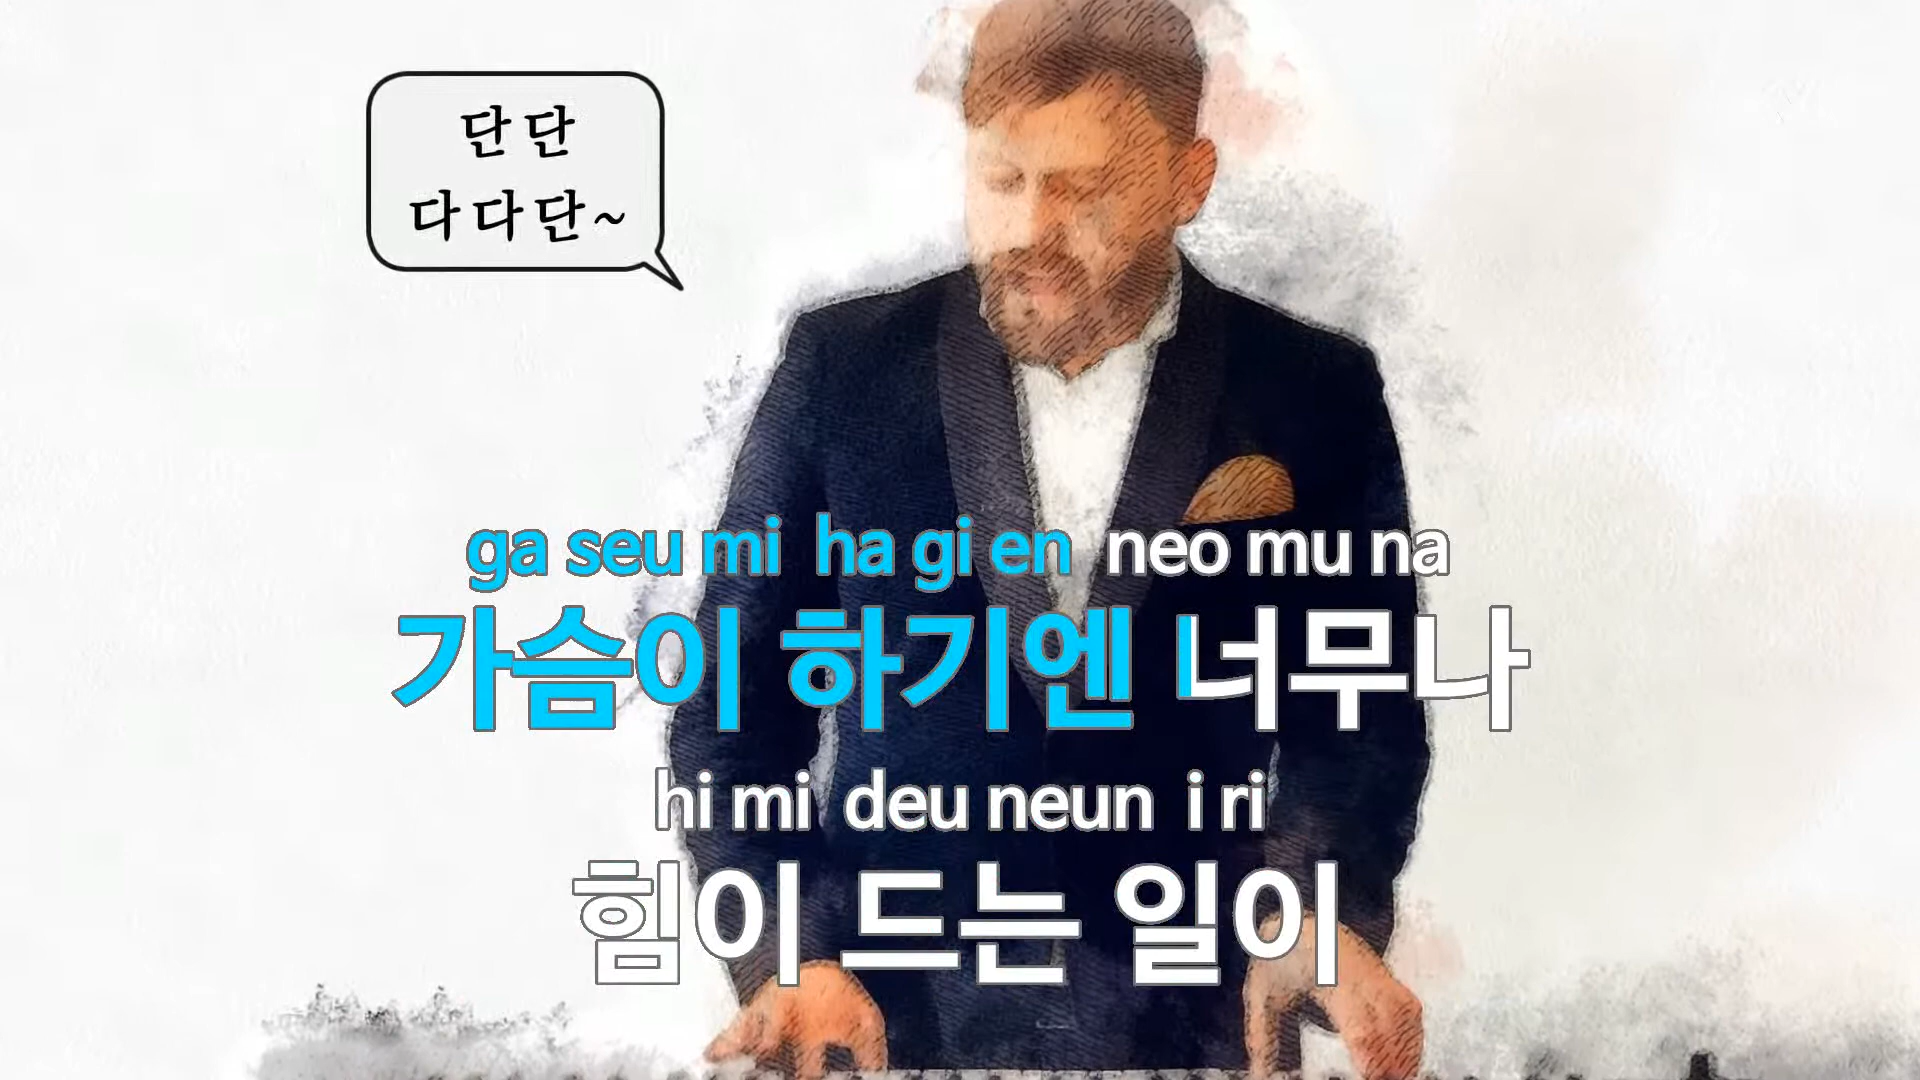 단단
다다단~
ga seu mi ha gi en neo mu na
가슴이 하기엔 너무나
hi mi deu neun i ri
힘이 드는 일이